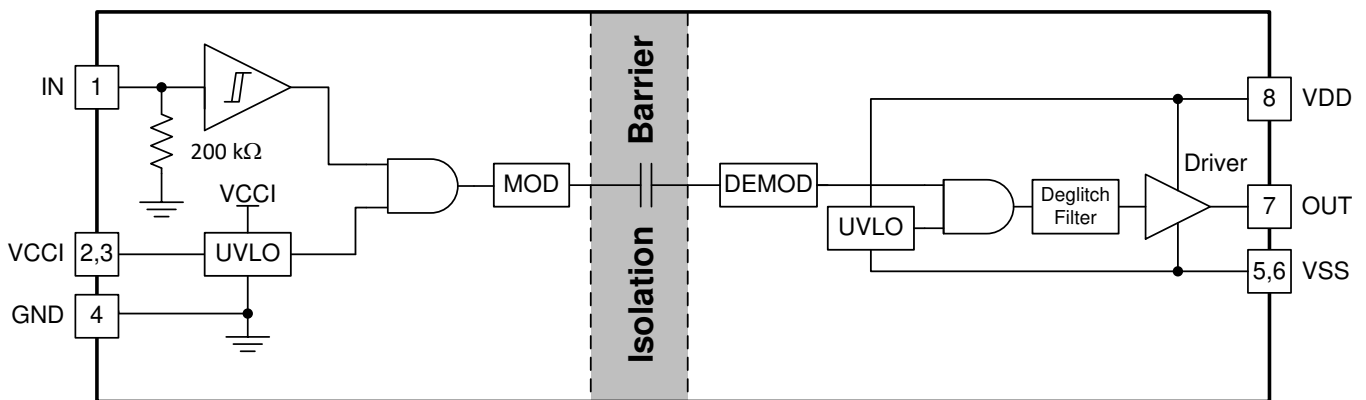 IN
1
200 kΩ
VCCI
VCCI
2,3
UVLO
GND
4
MOD
Isolation Barrier
DEMOD
UVLO
Deglitch
Filter
Driver
8
VDD
7
OUT
5,6
VSS